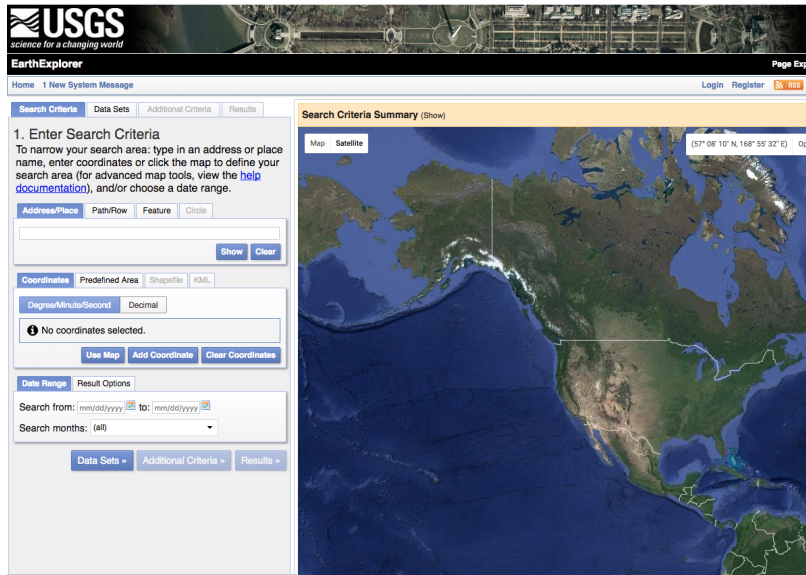 USGS
science for a changing world
EarthExplorer
Page Exp
Home 1 New System Message
Login Register RSS
Search Criteria Data Sets Additional Criteria Results
1. Enter Search Criteria
To narrow your search area: type in an address or place
name, enter coordinates or click the map to define your
search area (for advanced map tools, view the help
documentation), and/or choose a date range.
Address/Place Path/Row Feature Circle
Show Clear
Coordinates Predefined Area Shapefile KML
Degree/Minute/Second Decimal
No coordinates selected.
Use Map Add Coordinate Clear Coordinates
Date Range Result Options
Search from: mm/dd/yyyy to: mm/dd/yyyy
Search months: (all)
Data Sets » Additional Criteria » Results »
Search Criteria Summary (Show)
Map Satellite
(57° 08' 10" N, 168° 55' 32" E) Op